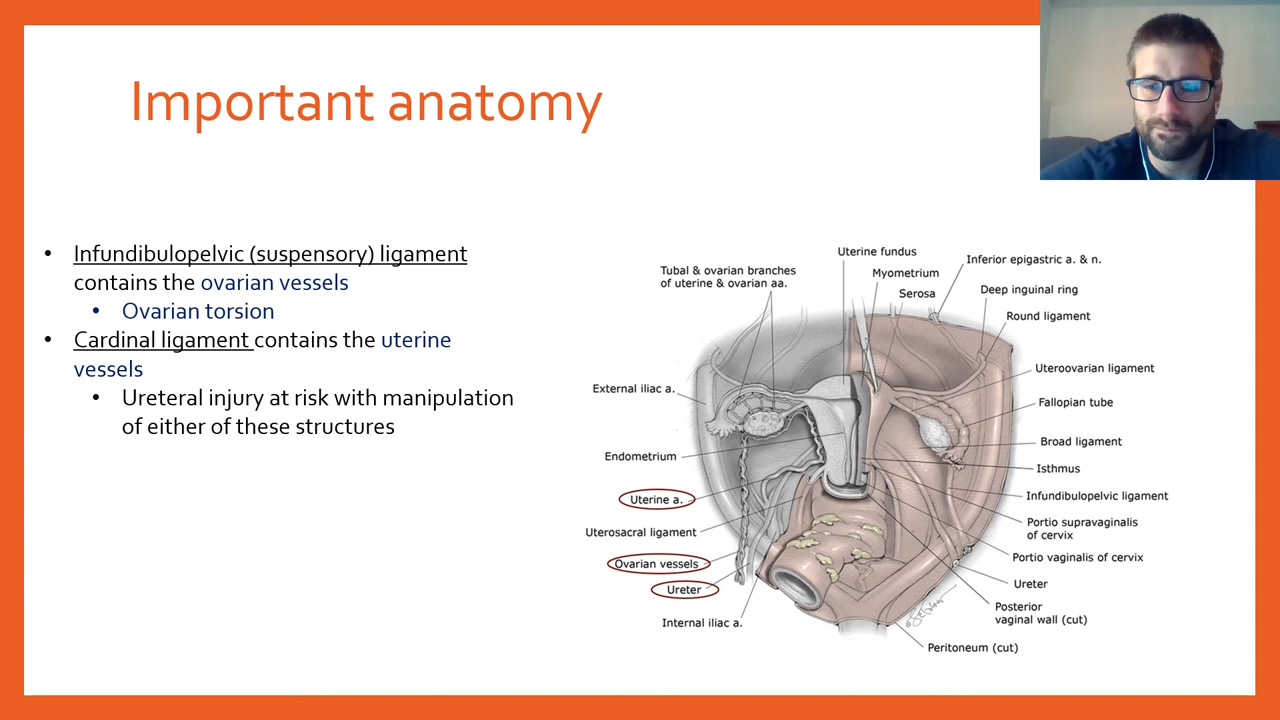 Important anatomy
• Infundibulopelvic (suspensory) ligament
contains the ovarian vessels
• Ovarian torsion
• Cardinal ligament contains the uterine
vessels
• Ureteral injury at risk with manipulation
of either of these structures
Tubal & ovarian branches
of uterine & ovarian aa.
Uterine fundus
Myometrium
Serosa
Inferior epigastric a. & n.
Deep inguinal ring
Round ligament
External iliac a.
Endometrium
Uterine a.
Uterosacral ligament
Ovarian vessels
Ureter
Internal iliac a.
Uteroovarian ligament
Fallopian tube
Broad ligament
Isthmus
Infundibulopelvic ligament
Portio supravaginalis
of cervix
Portio vaginalis of cervix
Ureter
Posterior
vaginal wall (cut)
Peritoneum (cut)